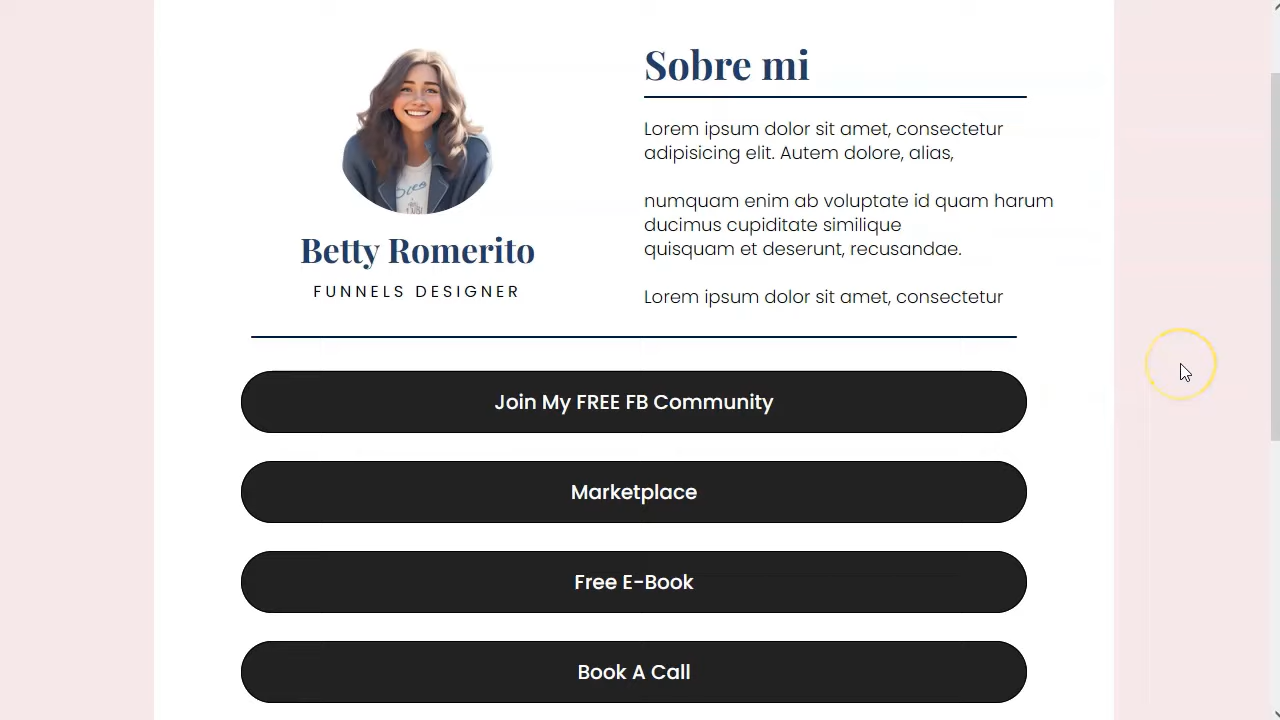 Betty Romerito
FUNNELS DESIGNER
Sobre mi
Lorem ipsum dolor sit amet, consectetur
adipisicing elit. Autem dolore, alias,
numquam enim ab voluptate id quam harum
ducimus cupiditate similique
quisquam et deserunt, recusandae.
Lorem ipsum dolor sit amet, consectetur
Join My FREE FB Community
Marketplace
Free E-Book
Book A Call